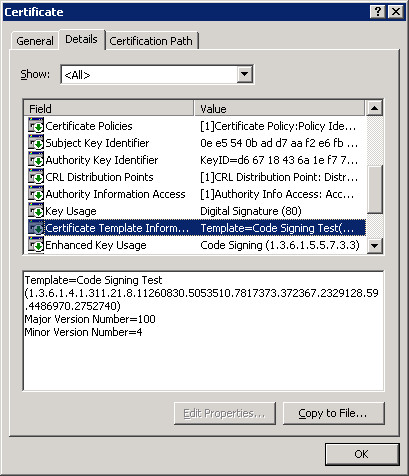 Certificate
General Details Certification Path
Show: <All>
Field Value
Certificate Policies [1]Certificate Policy:Policy Ide...
Subject Key Identifier 0e e5 54 0b ad d7 aa f2 e6 fb ...
Authority Key Identifier KeyID=d6 67 18 43 6a 1e f7 7...
CRL Distribution Points [1]CRL Distribution Point: Distr...
Authority Information Access [1]Authority Info Access: Acc...
Key Usage Digital Signature (80)
Certificate Template Inform... Template=Code Signing Test(...
Enhanced Key Usage Code Signing (1.3.6.1.5.5.7.3.3)
Template=Code Signing Test
(1.3.6.1.4.1.311.21.8.11260830.5053510.7817373.372367.2329128.59
.4486970.2752740)
Major Version Number=100
Minor Version Number=4
Edit Properties... Copy to File...
OK